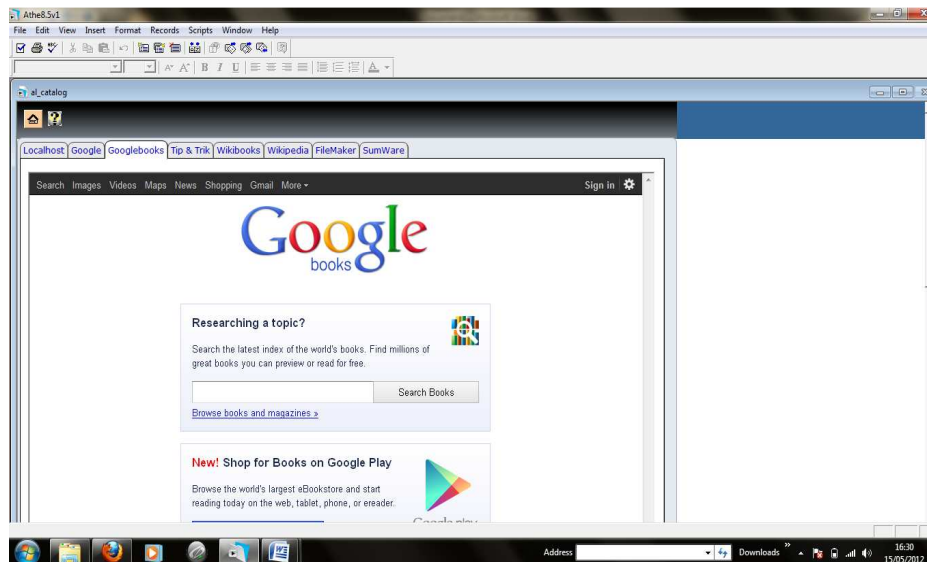 Athe8.5v1
File Edit View Insert Format Records Scripts Window Help
B I U A
al_catalog
Localhost Google Googlebooks Tip & Trik Wikibooks Wikipedia FileMaker SumWare
Search Images Videos Maps News Shopping Gmail More Sign in
Google
books
Researching a topic?
Search the latest index of the world's books. Find millions of
great books you can preview or read for free.
Search Books
Browse books and magazines »
New! Shop for Books on Google Play
Browse the world's largest eBookstore and start
reading today on the web, tablet, phone, or ereader.
Google play
Address Downloads » 16:30
15/05/2012